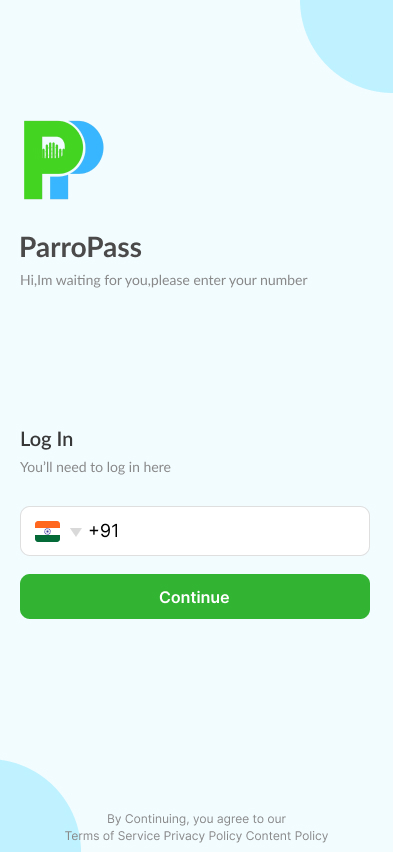 ParroPass
Hi,Im waiting for you,please enter your number
Log In
You'll need to log in here
+91
Continue
By Continuing, you agree to our
Terms of Service Privacy Policy Content Policy